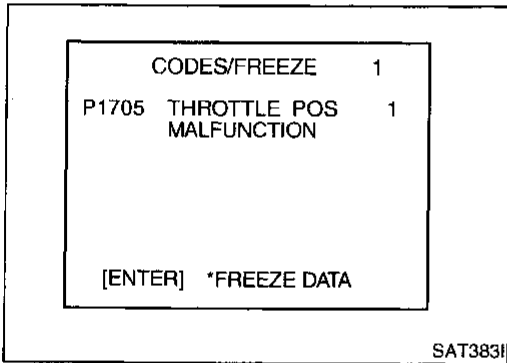 CODES/FREEZE 1
P1705 THROTTLE POS 1
MALFUNCTION
[ENTER] *FREEZE DATA
SAT383I